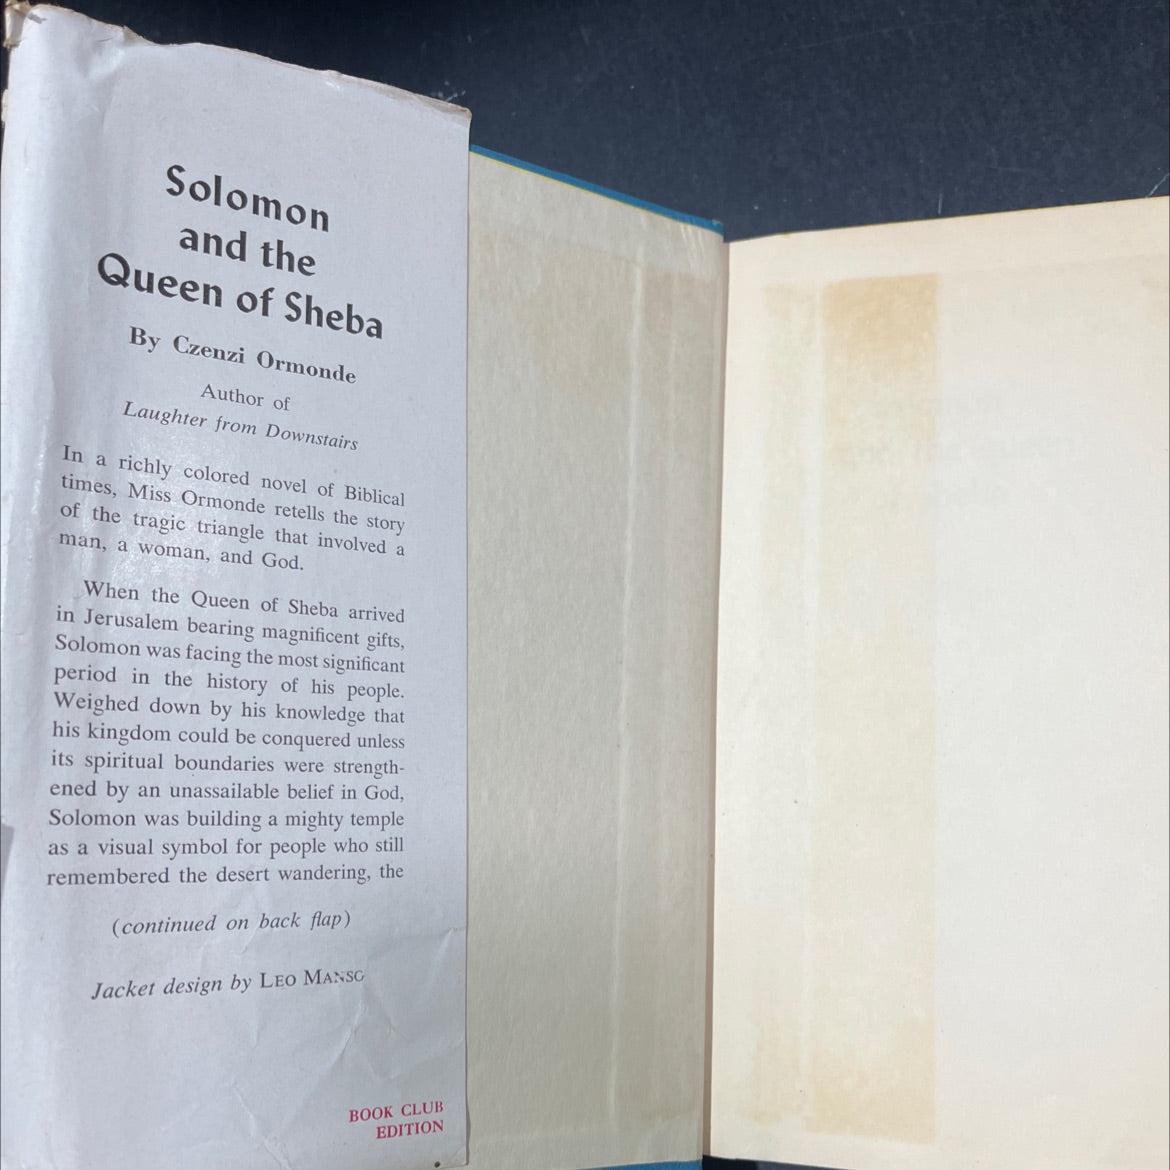 Solomon
and the
Queen of Sheba
By Czenzi Ormonde
Author of
Laughter from Downstairs
In a richly colored novel of Biblical
times, Miss Ormonde retells the story
of the tragic triangle that involved a
man, a woman, and God.
When the Queen of Sheba arrived
in Jerusalem bearing magnificent gifts,
Solomon was facing the most significant
period in the history of his people.
Weighed down by his knowledge that
his kingdom could be conquered unless
its spiritual boundaries were strength-
ened by an unassailable belief in God,
Solomon was building a mighty temple
as a visual symbol for people who still
remembered the desert wandering, the
(continued on back flap)
Jacket design by LEO MANSO
BOOK CLUB
EDITION